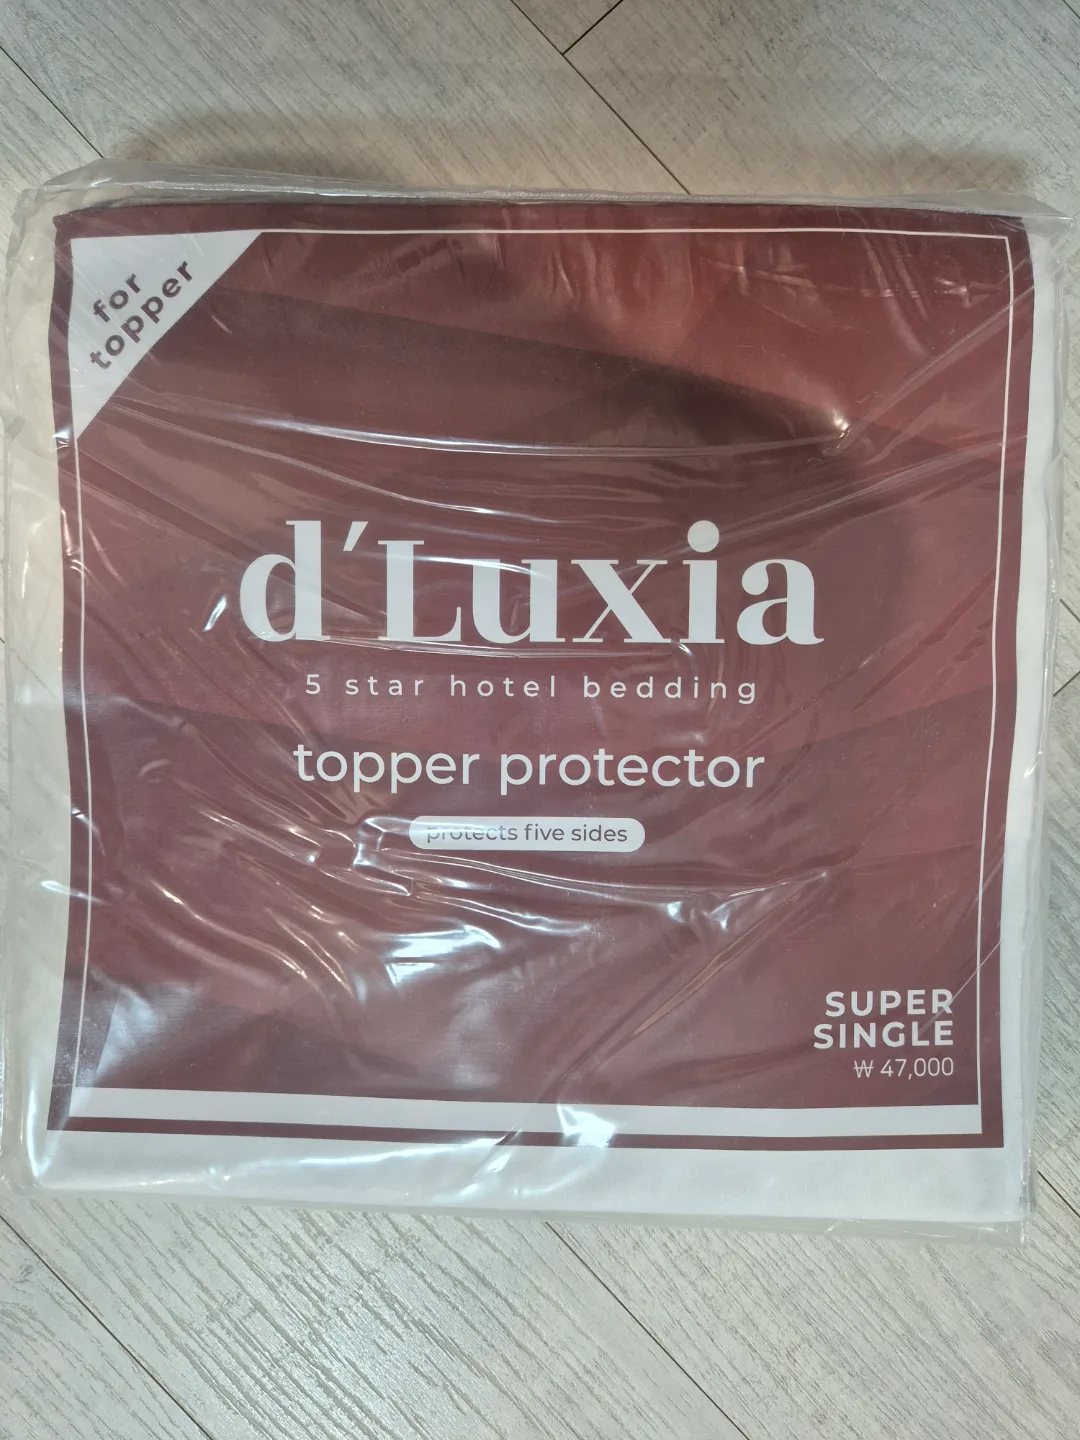 for
topper
d'Luxia
5 star hotel bedding
topper protector
protects five sides
SUPER
SINGLE
₩ 47,000